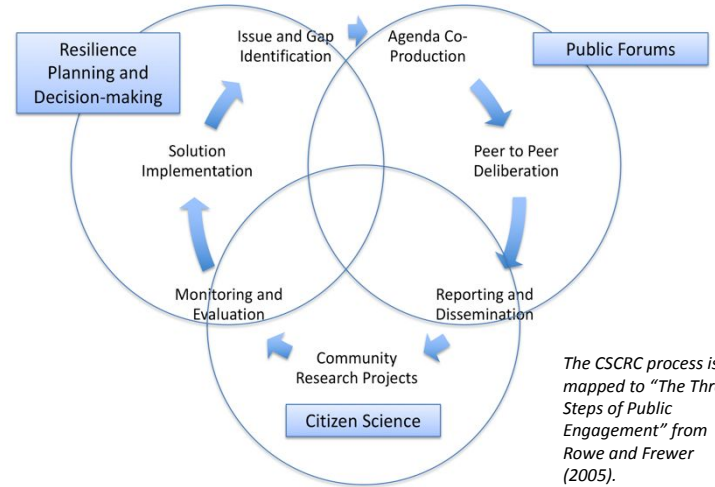 Resilience
Planning and
Decision-making
Issue and Gap
Identification
Agenda Co-
Production
Public Forums
Solution
Implementation
Peer to Peer
Deliberation
Monitoring and
Evaluation
Reporting and
Dissemination
Community
Research Projects
Citizen Science
The CSCRC process is
mapped to “The Thr
Steps of Public
Engagement” from
Rowe and Frewer
(2005).